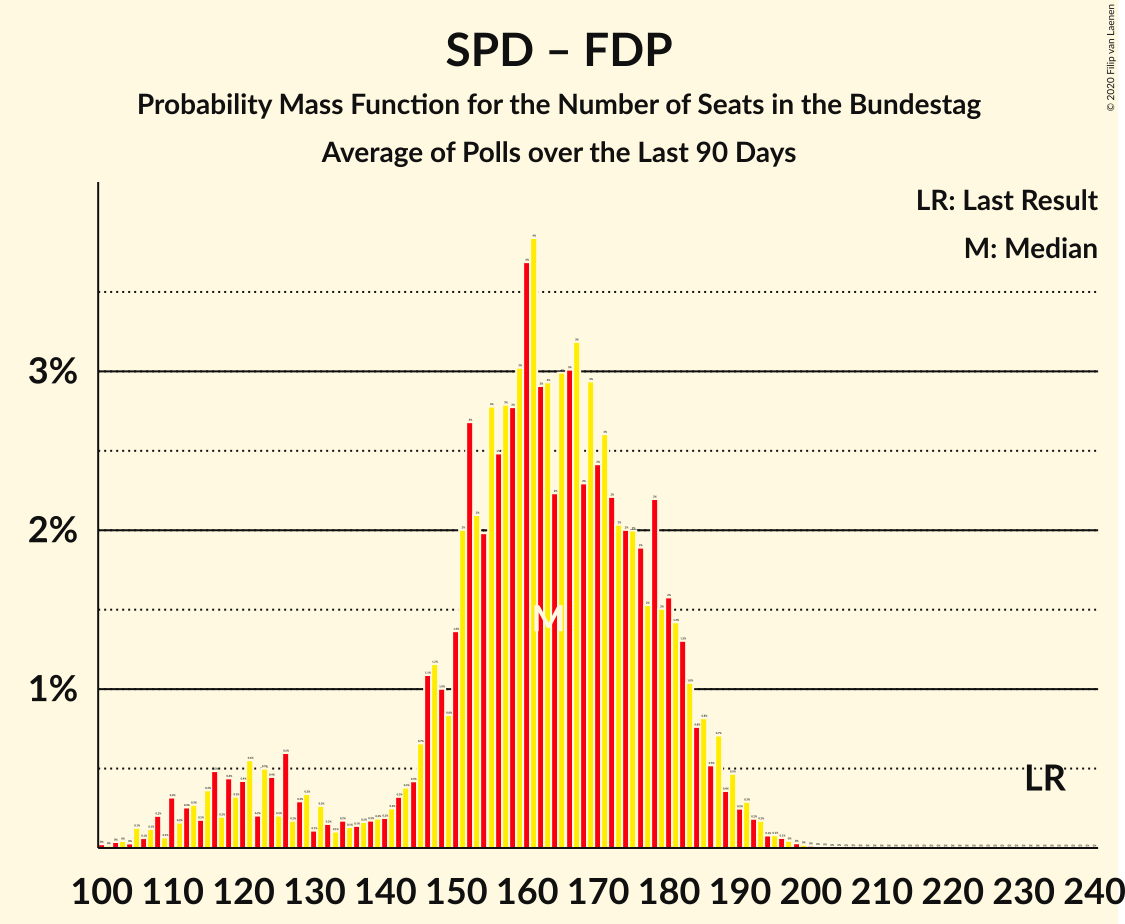 SPD – FDP
Probability Mass Function for the Number of Seats in the Bundestag
Average of Polls over the Last 90 Days
© 2020 Filip van Laenen
LR: Last Result
M: Median
3%
2%
1%
M
LR
100 110 120 130 140 150 160 170 180 190 200 210 220 230 240